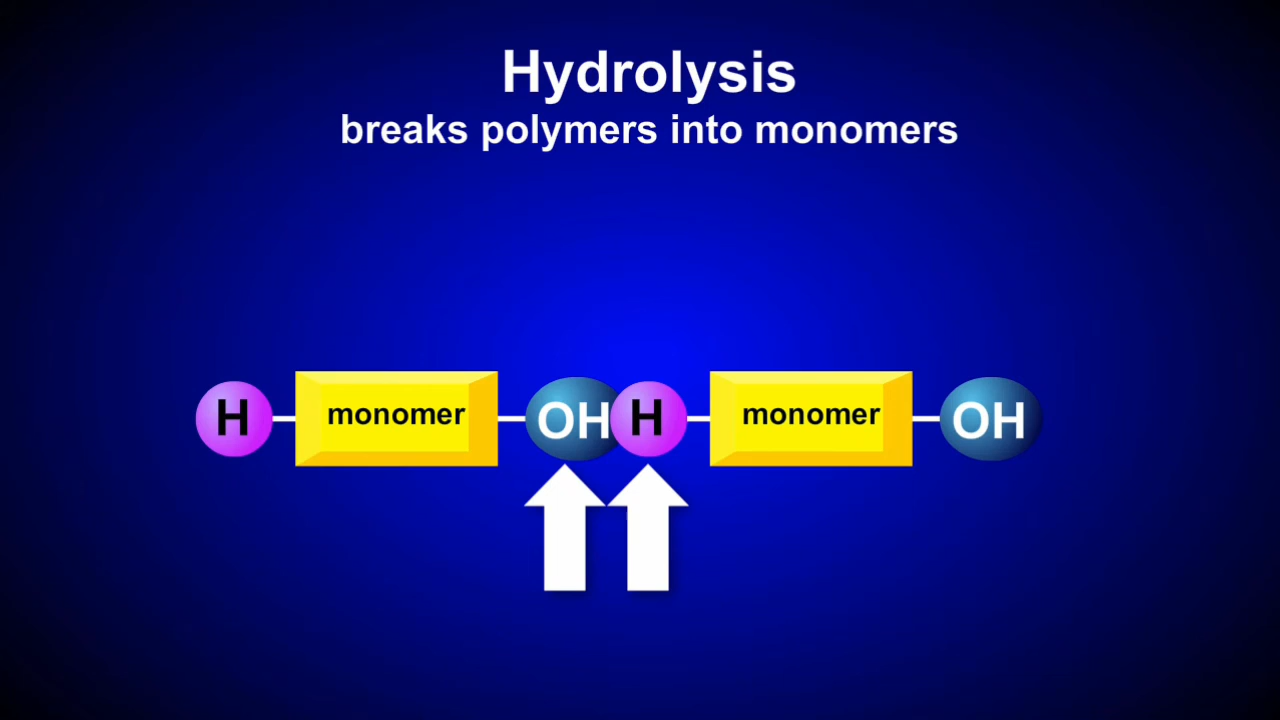 Hydrolysis
breaks polymers into monomers
H monomer OH H monomer OH